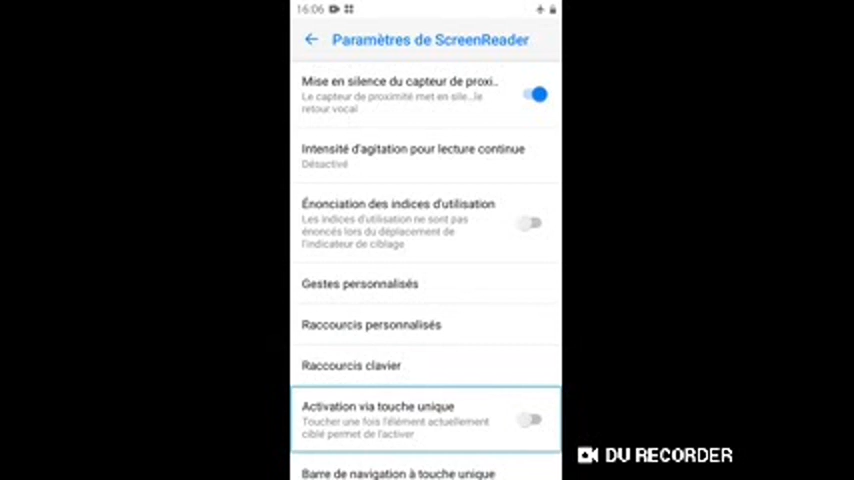 16:06
Paramètres de ScreenReader
Mise en silence du capteur de proxi..
Le capteur de proximité met en sile...le
retour vocal
Intensité d'agitation pour lecture continue
Désactivé
Énonciation des indices d'utilisation
Les indices d'utilisation ne sont pas
énoncés lors du déplacement de
l'indicateur de ciblage
Gestes personnalisés
Raccourcis personnalisés
Raccourcis clavier
Activation via touche unique
Toucher une fois l'élément actuellement
ciblé permet de l'activer
Barre de navigation à touche unique
DU RECORDER